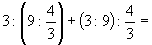 3 : ( 9 : 4/3 ) + (3 : 9) : 4/3 =